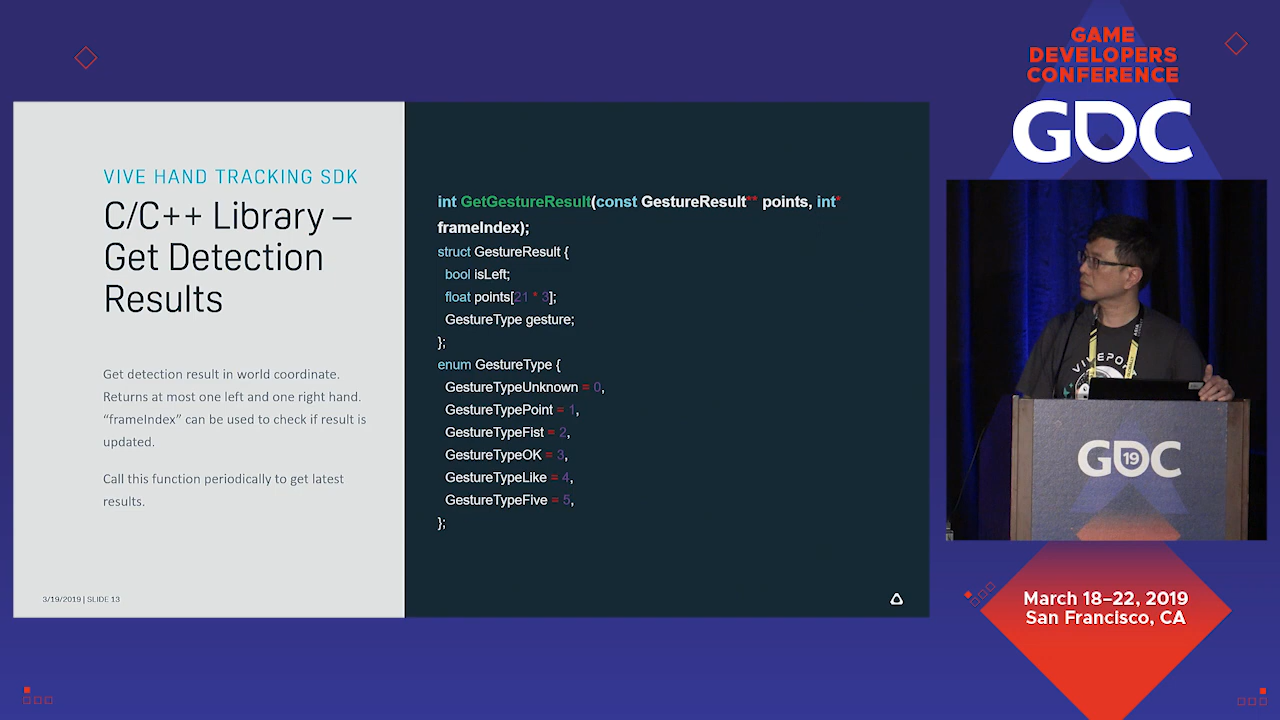 GAME
DEVELOPERS
CONFERENCE
GDC
VIVE HAND TRACKING SDK
C/C++ Library –
Get Detection
Results
Get detection result in world coordinate.
Returns at most one left and one right hand.
“frameIndex” can be used to check if result is
updated.
Call this function periodically to get latest
results.
3/19/2019 | SLIDE 13
int GetGestureResult(const GestureResult** points, int*
frameIndex);
struct GestureResult {
bool isLeft;
float points[21 * 3];
GestureType gesture;
};
enum GestureType {
GestureTypeUnknown = 0,
GestureTypePoint = 1,
GestureTypeFist = 2,
GestureTypeOK = 3,
GestureTypeLike = 4,
GestureTypeFIve = 5,
};
VIVEPORT
GDC
19
March 18–22, 2019
San Francisco, CA